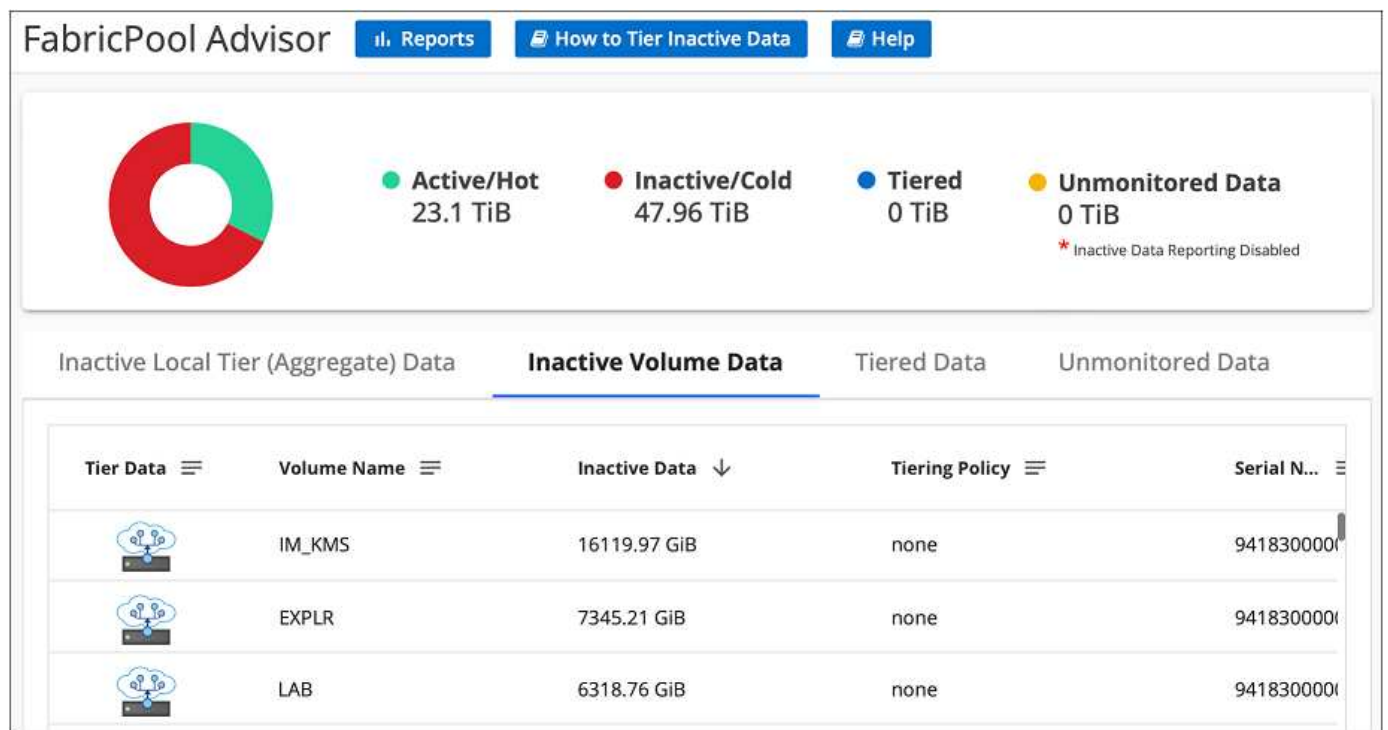 FabricPool Advisor Reports How to Tier Inactive Data Help
Active/Hot Inactive/Cold Tiered Unmonitored Data
23.1 TiB 47.96 TiB 0 TiB 0 TiB
* Inactive Data Reporting Disabled
Inactive Local Tier (Aggregate) Data Inactive Volume Data Tiered Data Unmonitored Data
Tier Data Volume Name Inactive Data Tiering Policy Serial N...
IM_KMS 16119.97 GiB none 9418300000
EXPLR 7345.21 GiB none 941830000
LAB 6318.76 GiB none 941830000